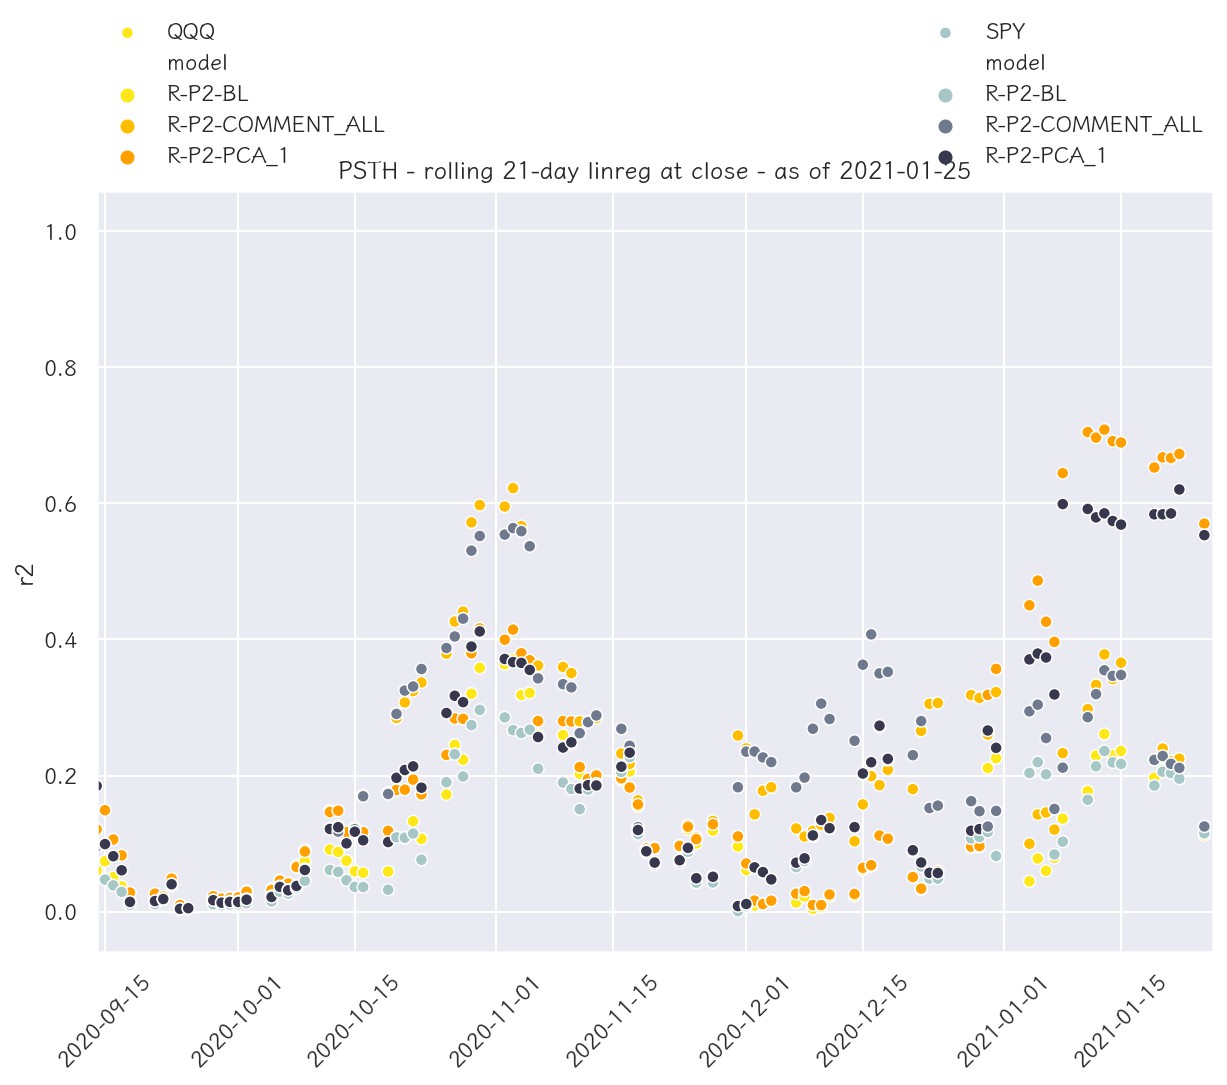 QQQ
model
R-P2-BL
R-P2-COMMENT_ALL
R-P2-PCA_1
SPY
model
R-P2-BL
R-P2-COMMENT_ALL
R-P2-PCA_1
PSTH - rolling 21-day linreg at close - as of 2021-01-25
1.0
0.8
0.6
0.4
0.2
0.0
r2
2020-09-15
2020-10-01
2020-10-15
2020-11-01
2020-11-15
2020-12-01
2020-12-15
2021-01-01
2021-01-15